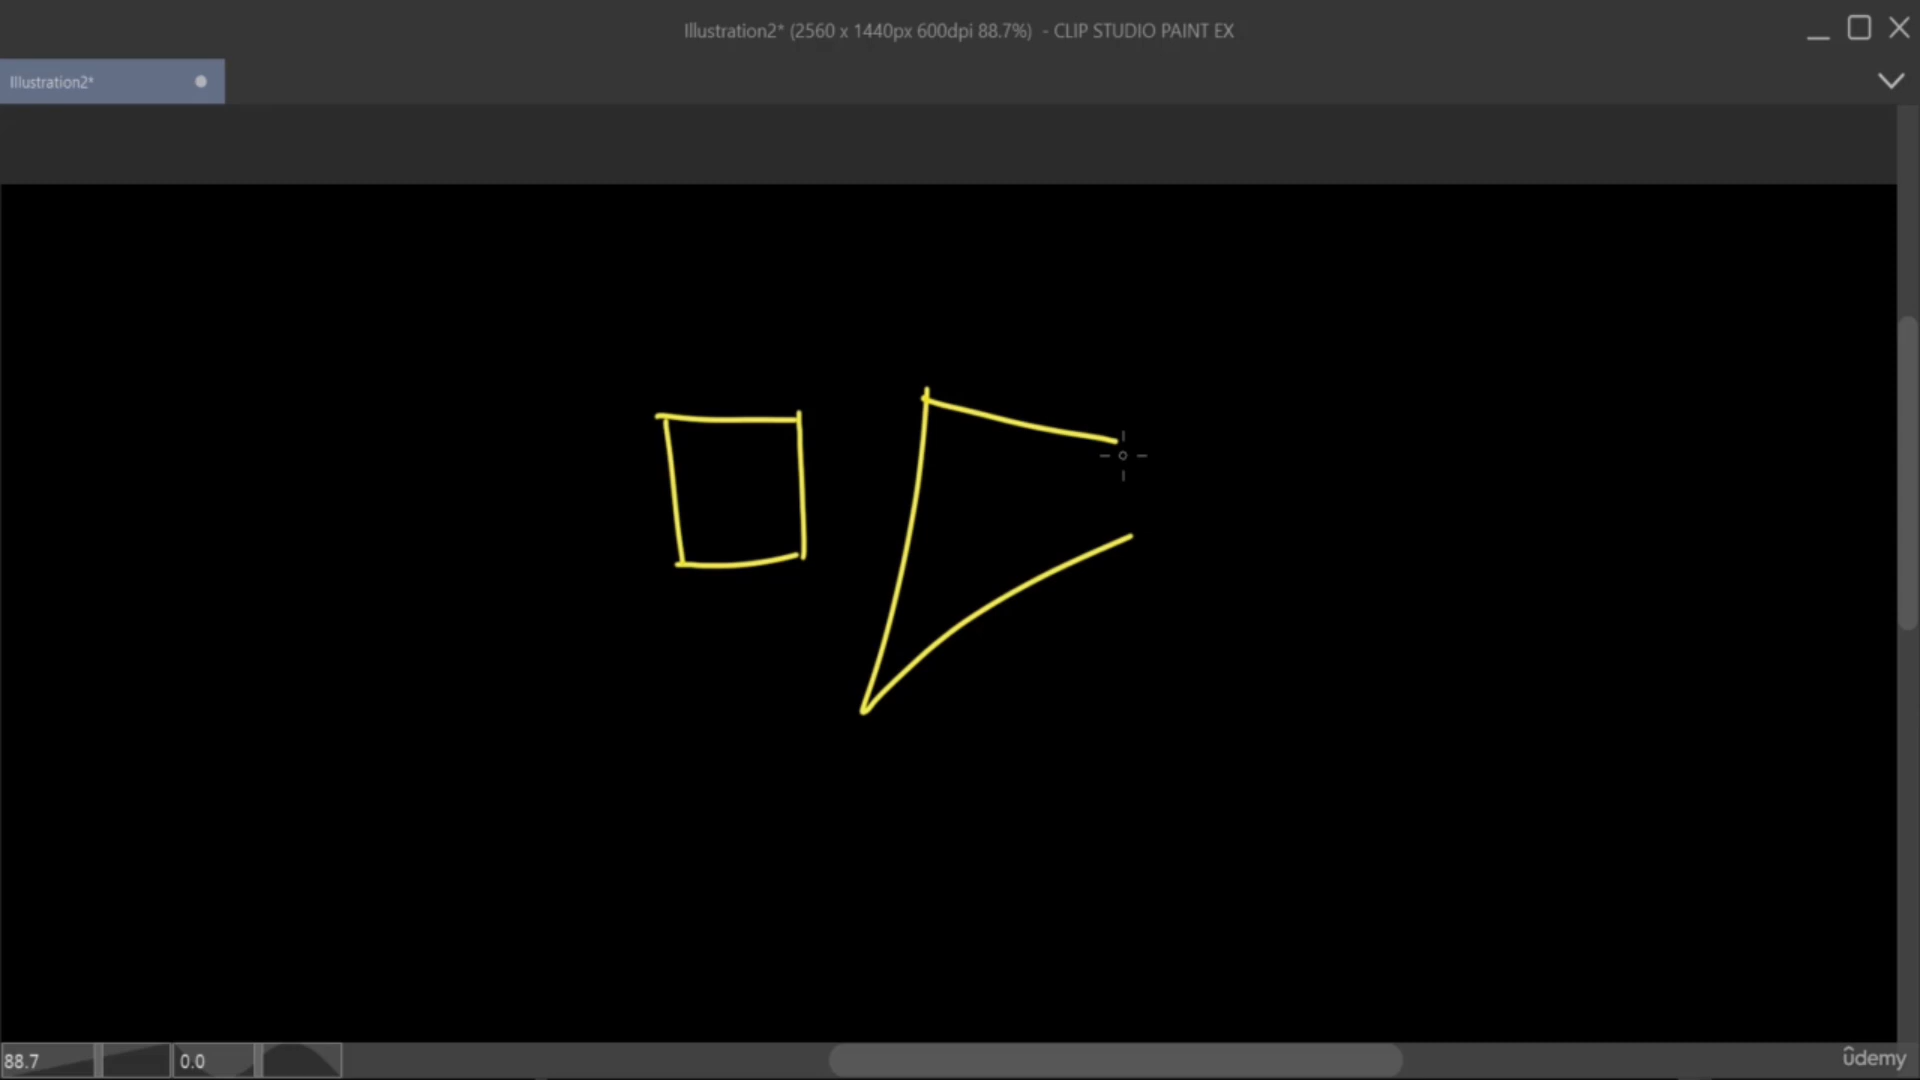 Illustration2* (2560 x 1440px 600dpi 88.7%) - CLIP STUDIO PAINT EX
Illustration2*
88.7
0.0
ûdemy